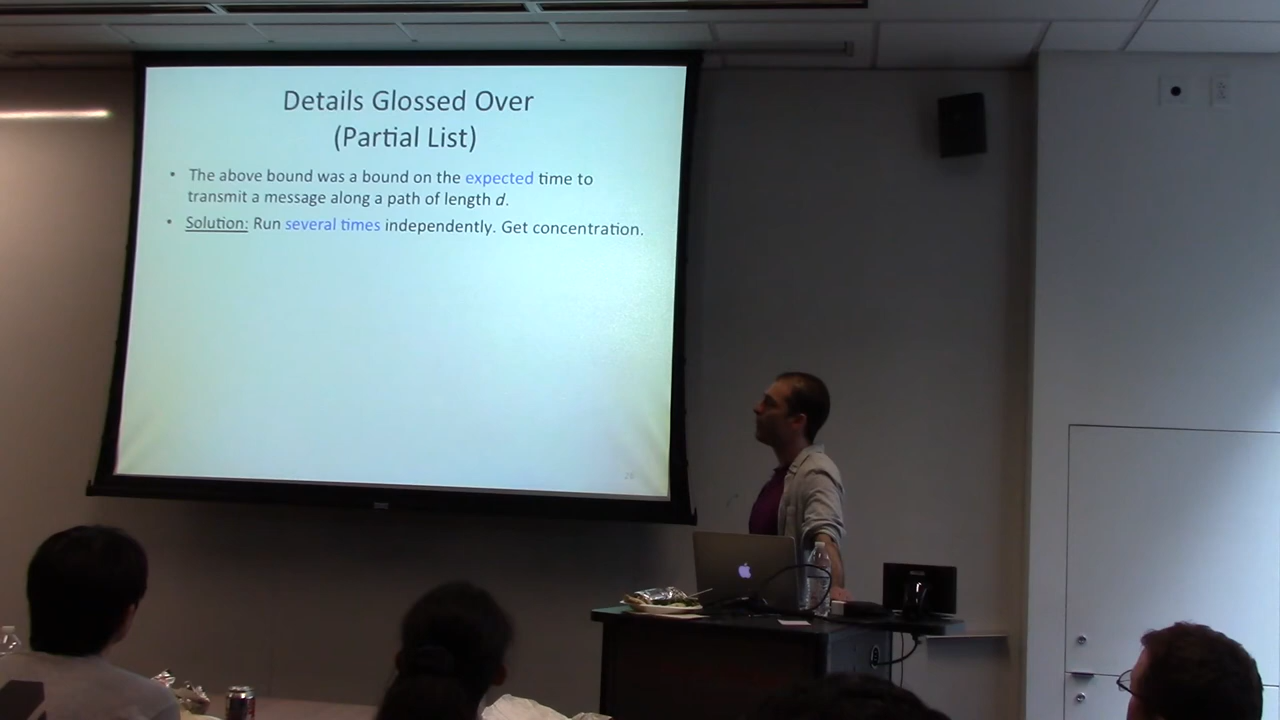 Details Glossed Over
(Partial List)
• The above bound was a bound on the expected time to
transmit a message along a path of length d.
• Solution: Run several times independently. Get concentration.